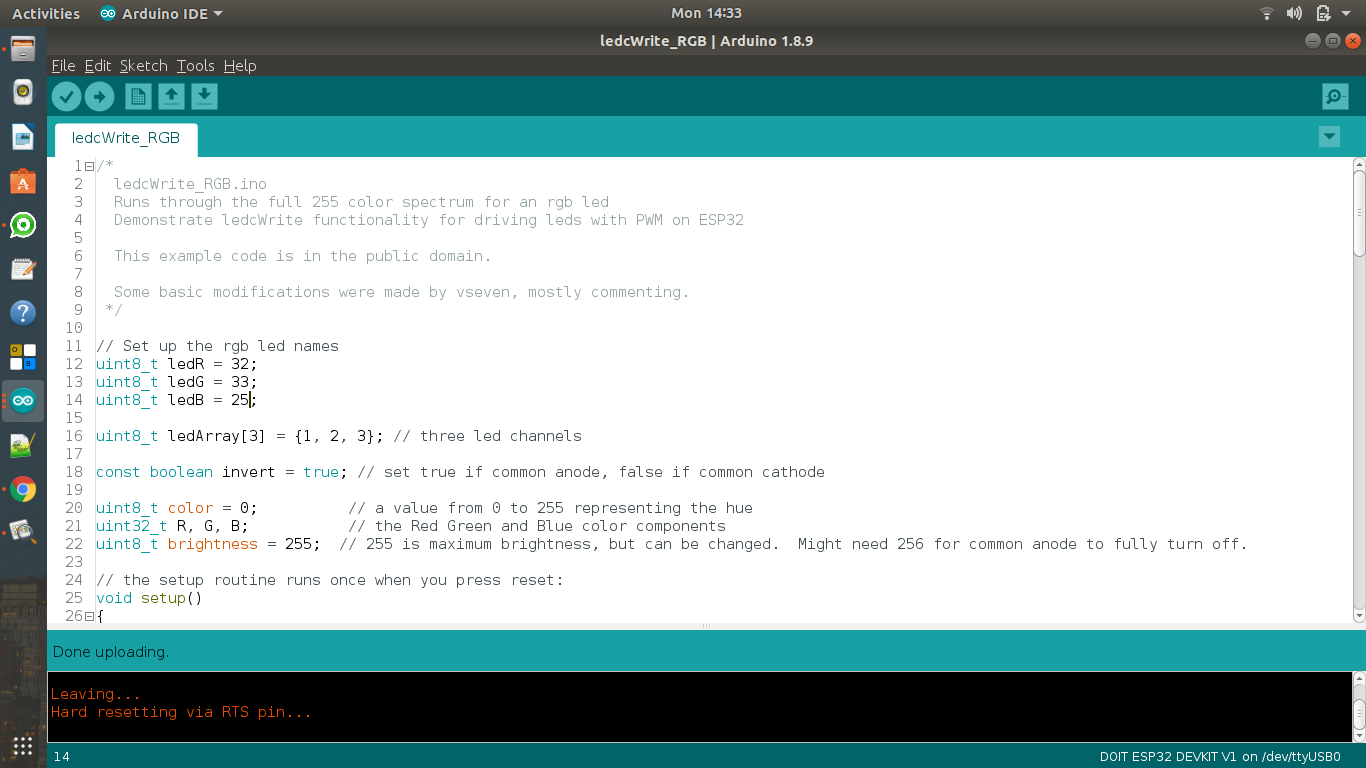 Activities Arduino IDE Mon 14:33
ledcWrite_RGB | Arduino 1.8.9
File Edit Sketch Tools Help
ledcWrite_RGB
1 /*
2 ledcWrite_RGB.ino
3 Runs through the full 255 color spectrum for an rgb led
4 Demonstrate ledcWrite functionality for driving leds with PWM on ESP32
5
6 This example code is in the public domain.
7
8 Some basic modifications were made by vseven, mostly commenting.
9 */
10
11 // Set up the rgb led names
12 uint8_t ledR = 32;
13 uint8_t ledG = 33;
14 uint8_t ledB = 25;
15
16 uint8_t ledArray[3] = {1, 2, 3}; // three led channels
17
18 const boolean invert = true; // set true if common anode, false if common cathode
19
20 uint8_t color = 0; // a value from 0 to 255 representing the hue
21 uint32_t R, G, B; // the Red Green and Blue color components
22 uint8_t brightness = 255; // 255 is maximum brightness, but can be changed. Might need 256 for common anode to fully turn off.
23
24 // the setup routine runs once when you press reset:
25 void setup()
26 {
Done uploading.
Leaving...
Hard resetting via RTS pin...
14 DOIT ESP32 DEVKIT V1 on /dev/ttyUSB0